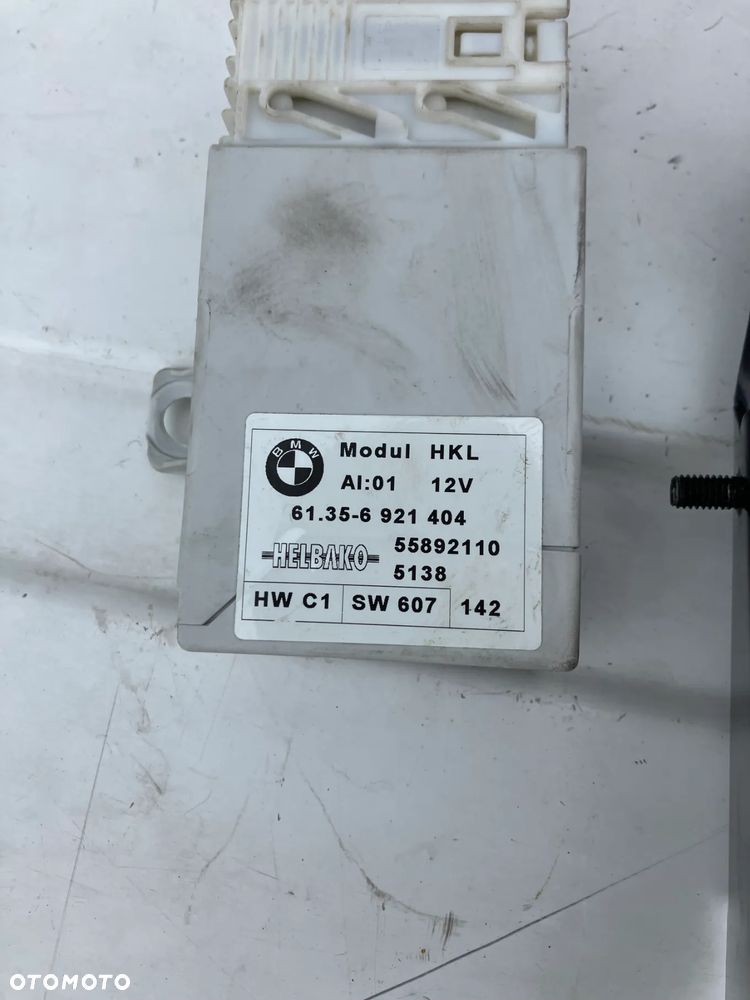 BMW
Modul HKL
AI:01 12V
61.35-6 921 404
HELBAKO 55892110
5138
HW C1 SW 607 142
OTOMOTO